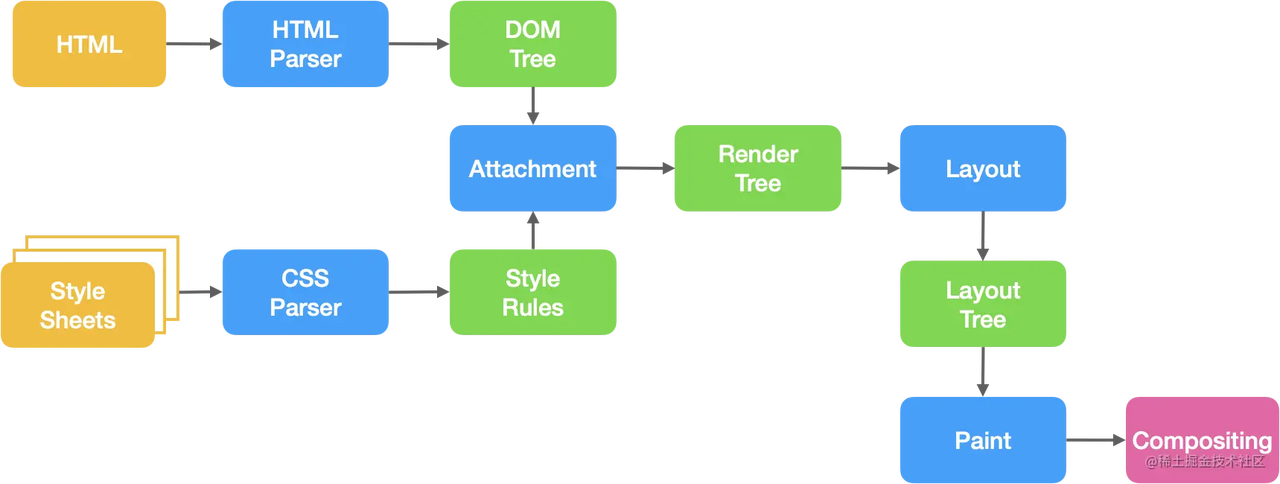 HTML
HTML
Parser
DOM
Tree
Attachment
Render
Tree
Layout
Style
Sheets
CSS
Parser
Style
Rules
Layout
Tree
Paint
Compositing
@稀土掘金技术社区